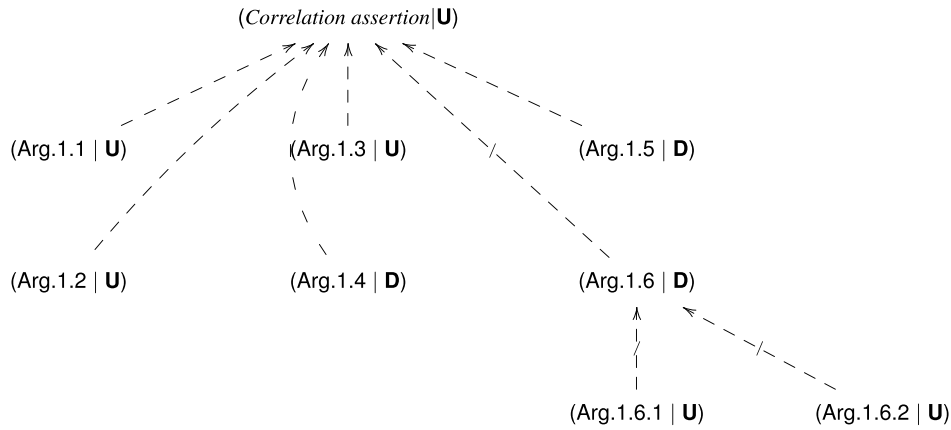 (Correlation assertion|U)
(Arg.1.1 | U) (Arg.1.3 | U) (Arg.1.5 | D)
(Arg.1.2 | U) (Arg.1.4 | D) (Arg.1.6 | D)
(Arg.1.6.1 | U) (Arg.1.6.2 | U)